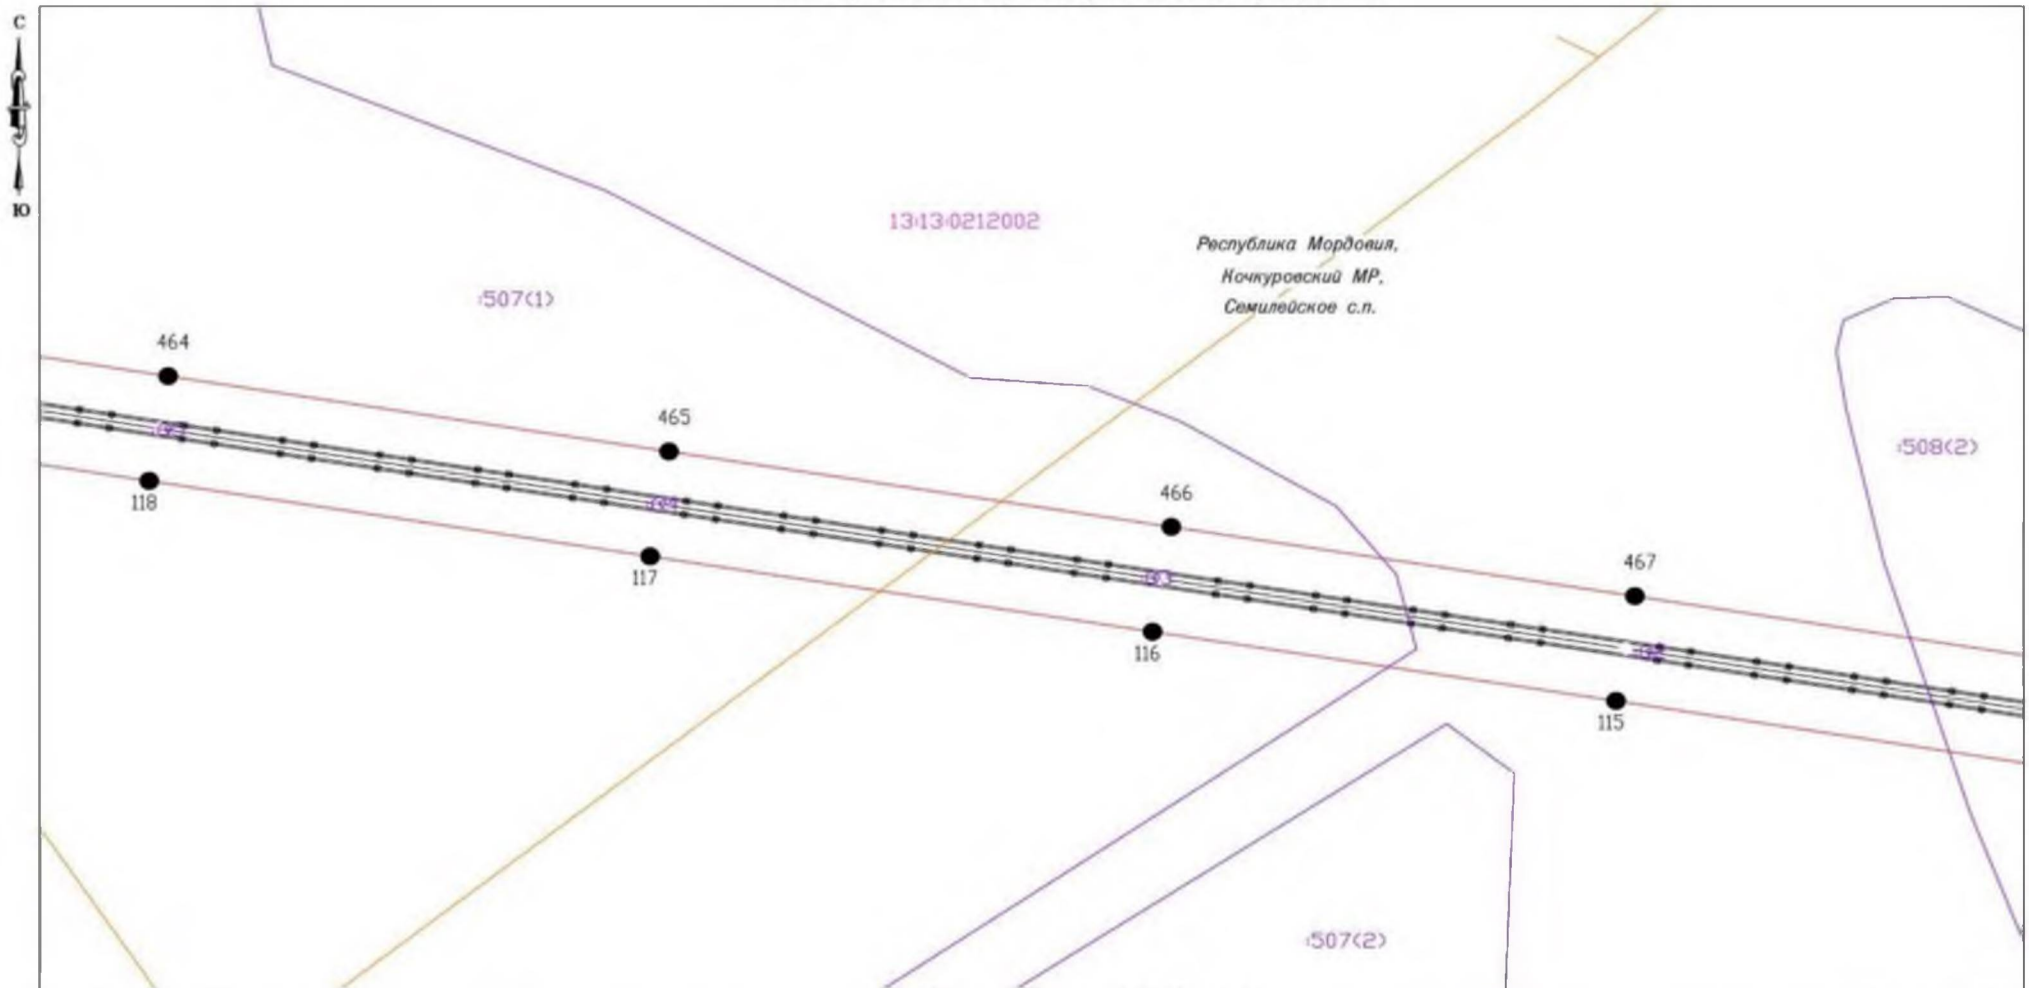 С
Ю
13:13:0212002
Республика Мордовия,
Кочкуровский МР,
Семилейское с.п.
:507(1)
464
465
466
467
:508(2)
118
117
116
115
:507(2)